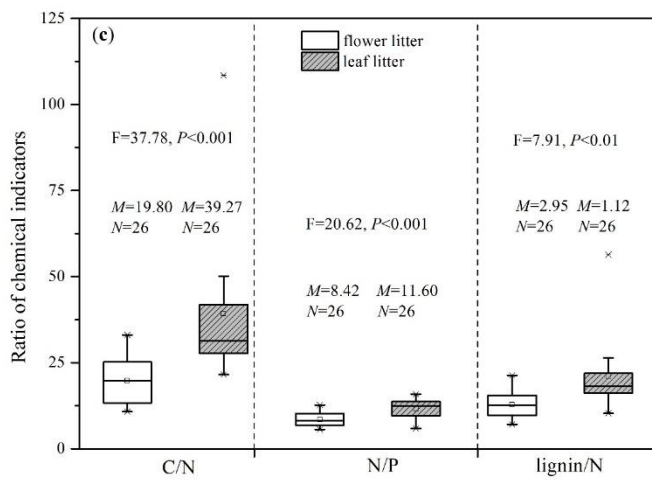 (c)
flower litter
leaf litter
125
100
75
50
25
0
Ratio of chemical indicators
F=37.78, P<0.001
M=19.80 M=39.27
N=26 N=26
F=20.62, P<0.001
M=8.42 M=11.60
N=26 N=26
F=7.91, P<0.01
M=2.95 M=1.12
N=26 N=26
C/N N/P lignin/N